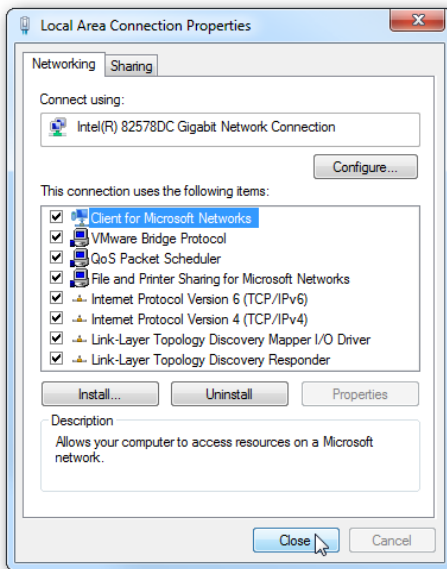 Local Area Connection Properties
Networking
Sharing
Connect using:
Intel(R) 82578DC Gigabit Network Connection
Configure...
This connection uses the following items:
Client for Microsoft Networks
VMware Bridge Protocol
QoS Packet Scheduler
File and Printer Sharing for Microsoft Networks
Internet Protocol Version 6 (TCP/IPv6)
Internet Protocol Version 4 (TCP/IPv4)
Link-Layer Topology Discovery Mapper I/O Driver
Link-Layer Topology Discovery Responder
Install...
Uninstall
Properties
Description
Allows your computer to access resources on a Microsoft
network.
Close
Cancel